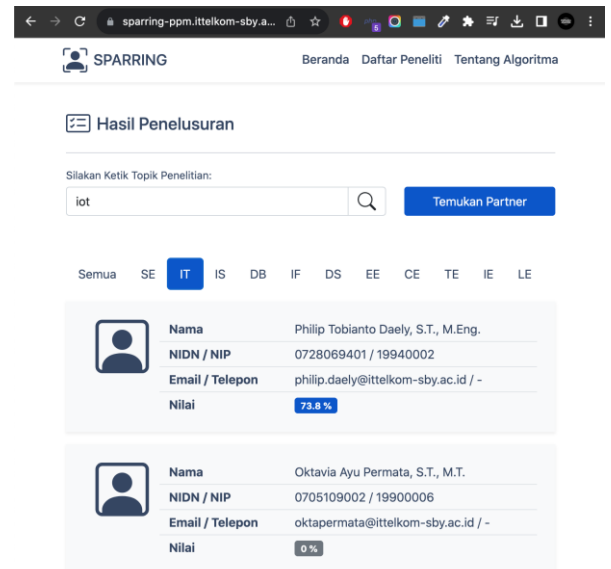 sparring-ppm.ittelkom-sby.a...
5
SPARRING
Beranda Daftar Peneliti Tentang Algoritma
Hasil Penelusuran
Silakan Ketik Topik Penelitian:
iot
Temukan Partner
Semua SE IT IS DB IF DS EE CE TE IE LE
Nama Philip Tobianto Daely, S.T., M.Eng.
NIDN / NIP 0728069401 / 19940002
Email / Telepon philip.daely@ittelkom-sby.ac.id / -
Nilai 73.8 %
Nama Oktavia Ayu Permata, S.T., M.T.
NIDN / NIP 0705109002 / 19900006
Email / Telepon oktapermata@ittelkom-sby.ac.id / -
Nilai 0 %